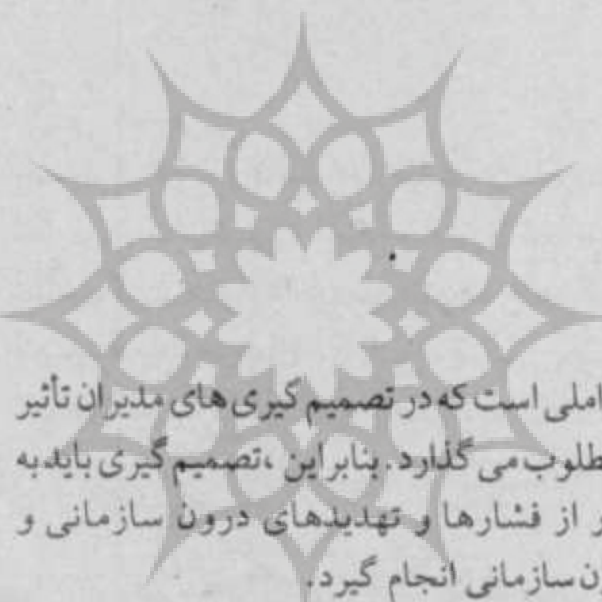 املی است که در تصمیم گیری های مدیران تأثیر
طلوب می گذارد. بنابراین ،تصمیم گیری باید به
ر از فشارها و تهدیدهای درون سازمانی و
ن سازمانی انجام گیرد.